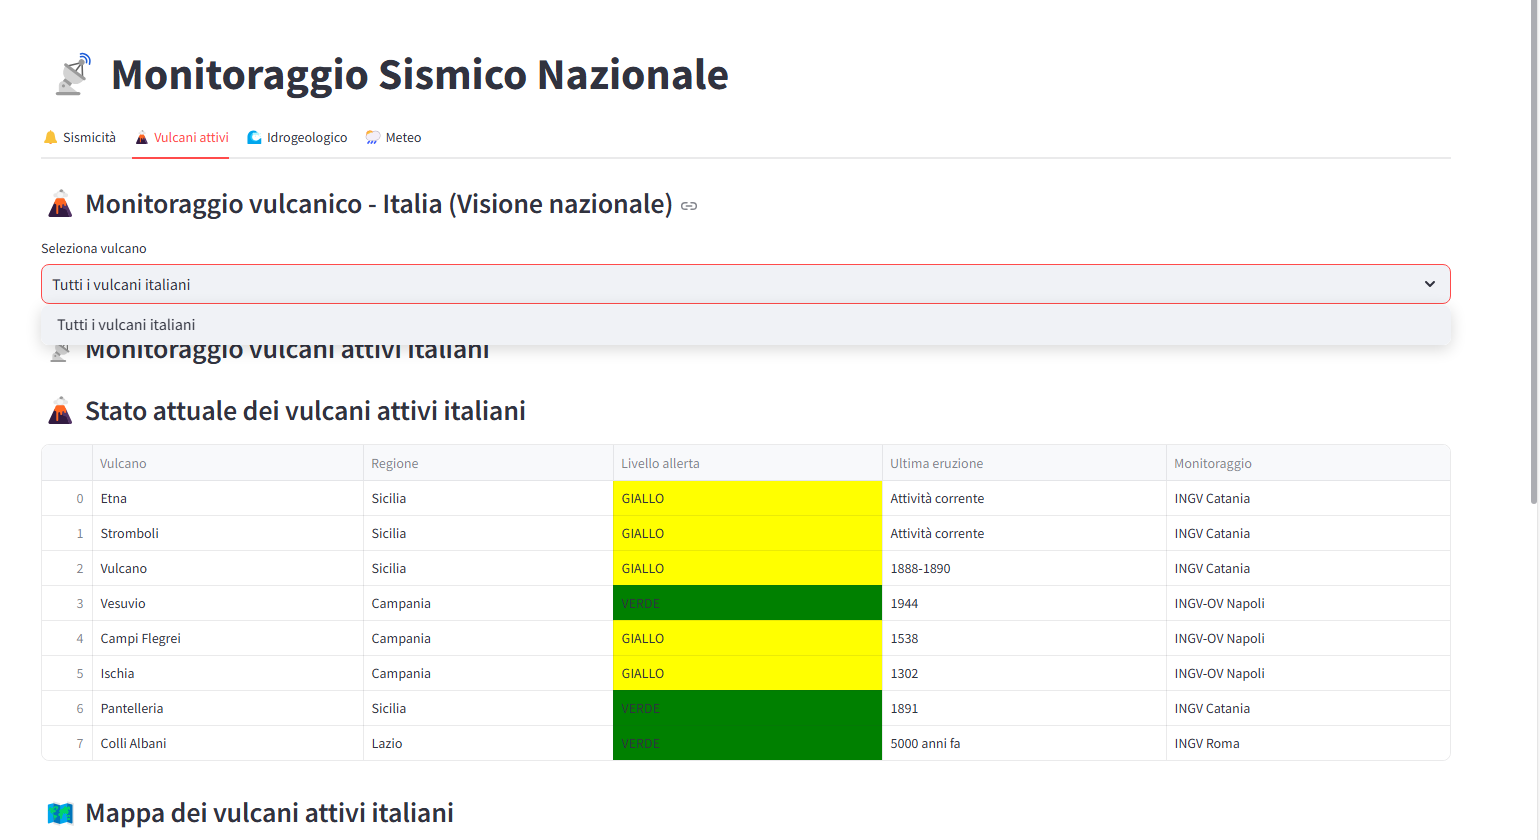 Monitoraggio Sismico Nazionale
Sismicità Vulcani attivi Idrogeologico Meteo
Monitoraggio vulcanico - Italia (Visione nazionale)
Seleziona vulcano
Tutti i vulcani italiani
Tutti i vulcani italiani
Monitoraggio vulcani attivi italiani
Stato attuale dei vulcani attivi italiani
Vulcano Regione Livello allerta Ultima eruzione Monitoraggio
0 Etna Sicilia GIALLO Attività corrente INGV Catania
1 Stromboli Sicilia GIALLO Attività corrente INGV Catania
2 Vulcano Sicilia GIALLO 1888-1890 INGV Catania
3 Vesuvio Campania VERDE 1944 INGV-OV Napoli
4 Campi Flegrei Campania GIALLO 1538 INGV-OV Napoli
5 Ischia Campania GIALLO 1302 INGV-OV Napoli
6 Pantelleria Sicilia VERDE 1891 INGV Catania
7 Colli Albani Lazio VERDE 5000 anni fa INGV Roma
Mappa dei vulcani attivi italiani